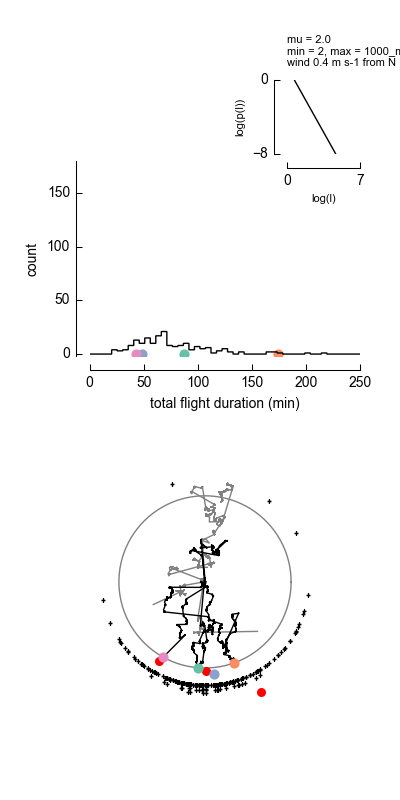 mu = 2.0
min = 2, max = 1000_m
wind 0.4 m s-1 from N
0
−8
log(p(l))
0 7
log(l)
150
100
50
0
count
0 50 100 150 200 250
total flight duration (min)